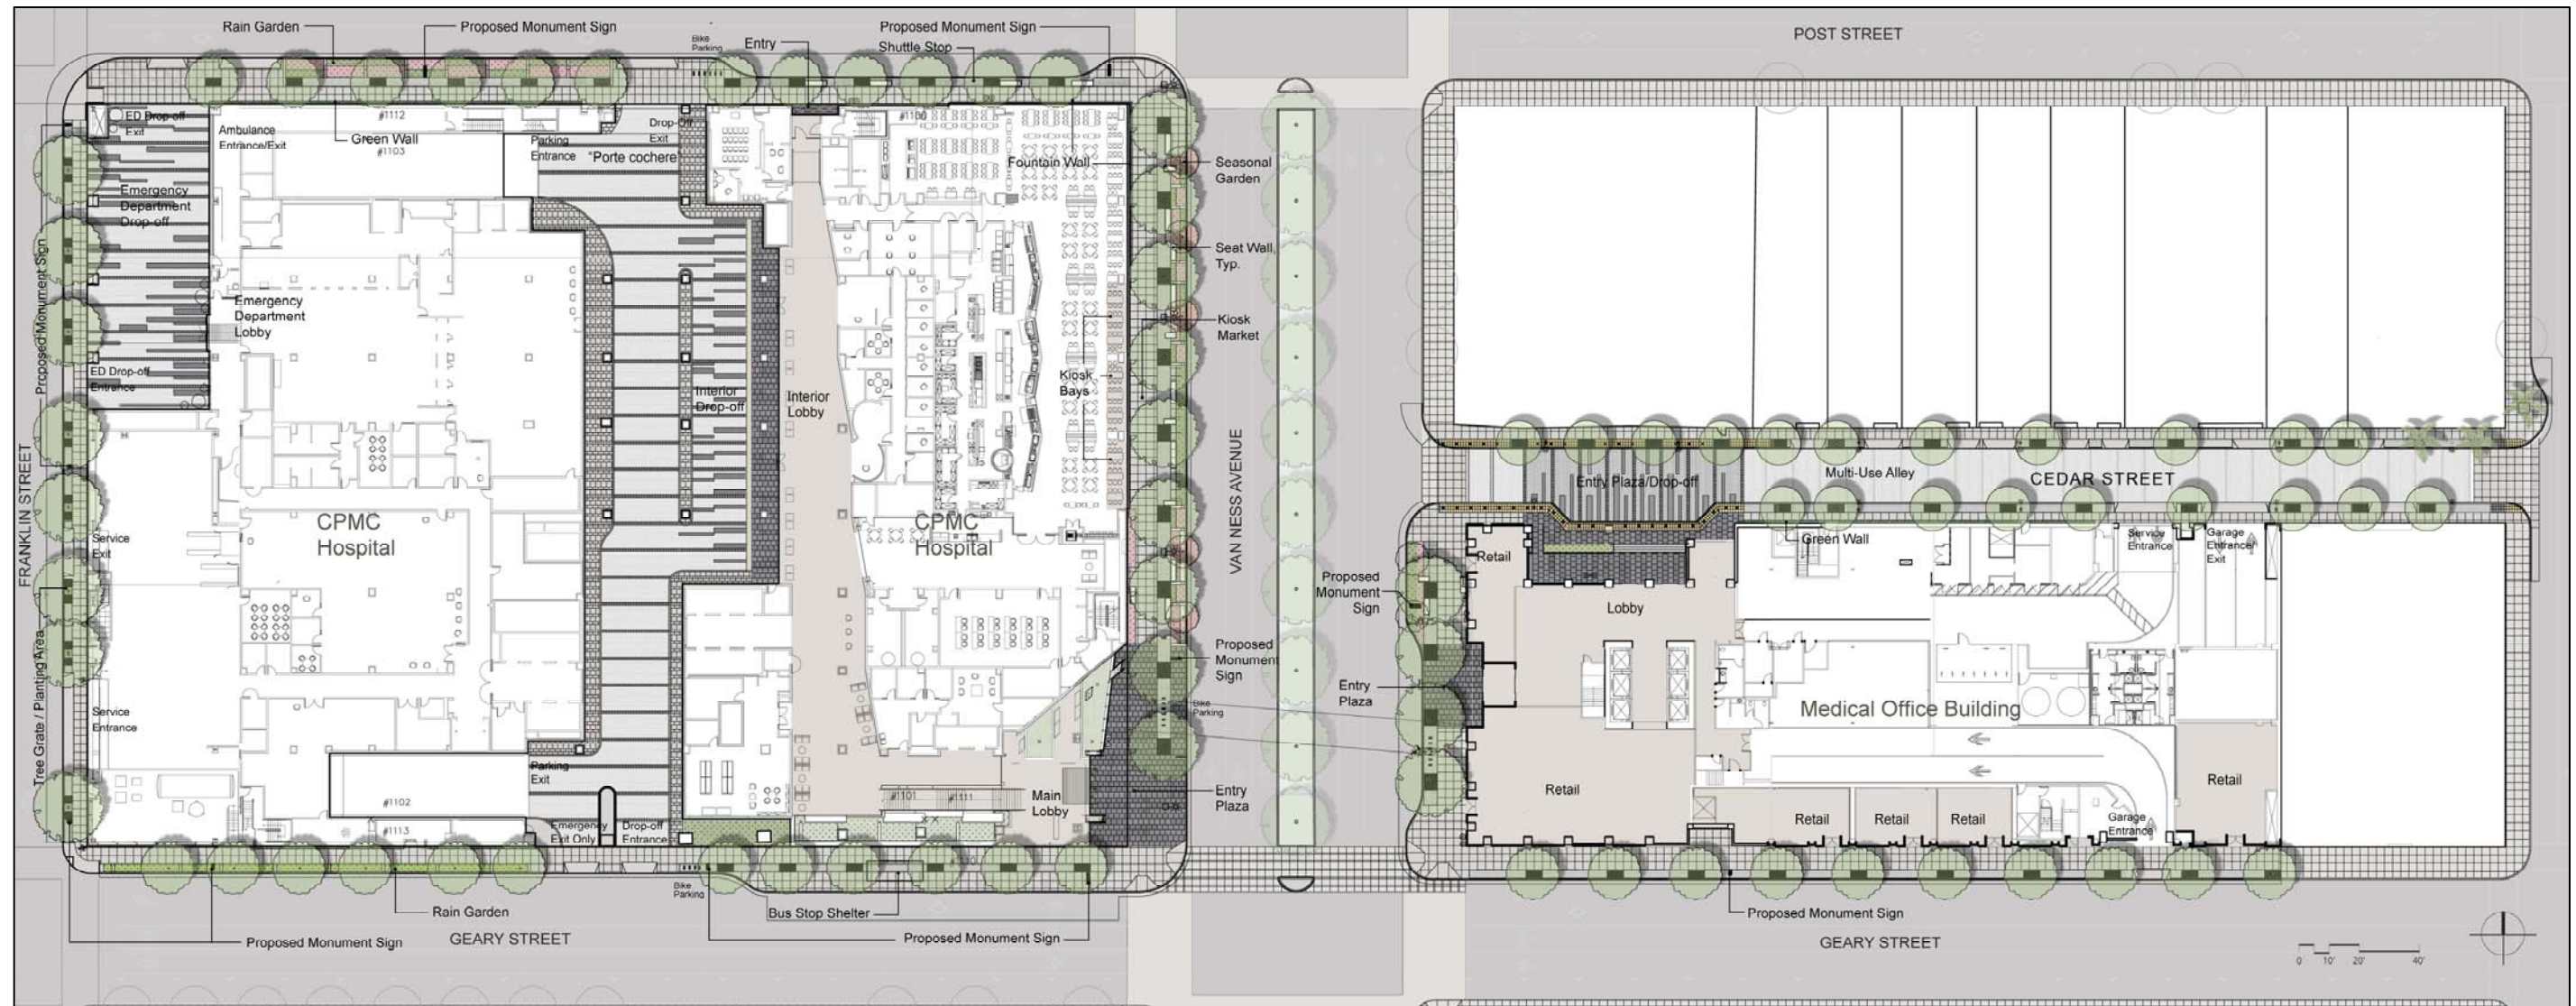 Rain Garden
Proposed Monument Sign
Bike
Parking
Entry
Proposed Monument Sign
Shuttle Stop
POST STREET
ED Drop-off
Exit
Ambulance
Entrance/Exit
#1112
Green Wall
#1103
Parking
Entrance
Drop-Off
Exit
"Porte cochere"
#1100
Fountain Wall
Seasonal
Garden
Emergency
Department
Drop-off
Proposed Monument Sign
Seat Wall,
Typ.
Emergency
Department
Lobby
Kiosk
Market
ED Drop-off
Entrance
Interior
Drop-off
Interior
Lobby
Kiosk
Bays
FRANKLIN STREET
VAN NESS AVENUE
Entry Plaza/Drop-off
Multi-Use Alley
CEDAR STREET
CPMC
Hospital
CPMC
Hospital
Service
Exit
Retail
Green Wall
Service
Entrance
Garage
Entrance/
Exit
Proposed
Monument
Sign
Lobby
Tree Grate / Planting Area
Proposed
Monument
Sign
Entry
Plaza
Bike
Parking
Medical Office Building
Service
Entrance
Parking
Exit
#1102
#1101
#1111
Main
Lobby
Entry
Plaza
Retail
Retail
#1113
Emergency
Exit Only
Drop-off
Entrance
Retail
Retail
Retail
Garage
Entrance
#1110
Bike
Parking
Rain Garden
Bus Stop Shelter
Proposed Monument Sign
Proposed Monument Sign
GEARY STREET
Proposed Monument Sign
GEARY STREET
0 10' 20' 40'